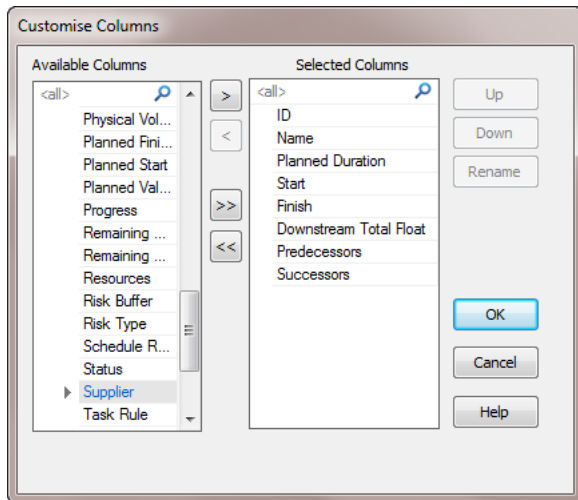 Customise Columns
Available Columns
<all>
Physical Vol...
Planned Fini...
Planned Start
Planned Val...
Progress
Remaining ...
Remaining ...
Resources
Risk Buffer
Risk Type
Schedule R...
Status
Supplier
Task Rule
>
<
>>
<<
Selected Columns
<all>
ID
Name
Planned Duration
Start
Finish
Downstream Total Float
Predecessors
Successors
Up
Down
Rename
OK
Cancel
Help